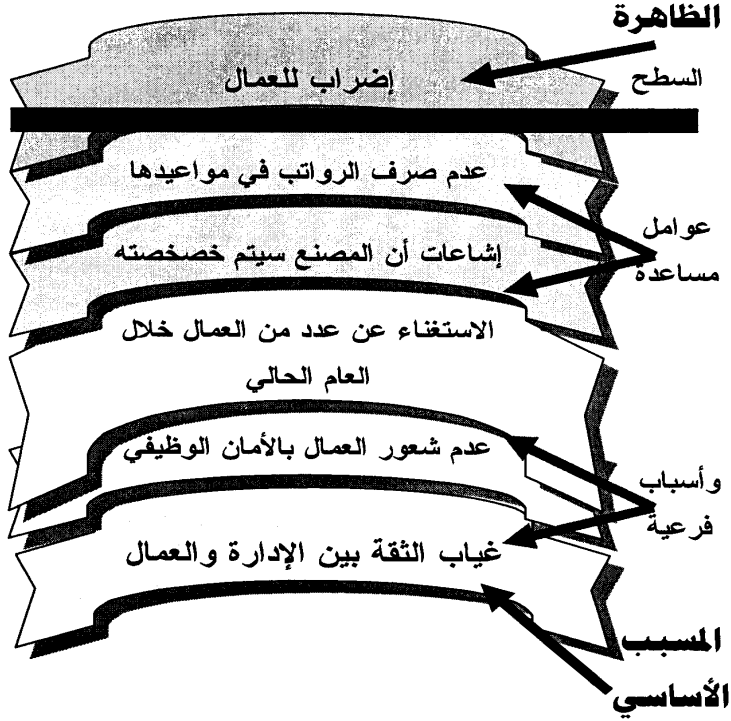 الظاهرة
السطح
إضراب للعمال
عدم صرف الرواتب في مواعيدها
عوامل
مساعدة
إشاعات أن المصنع سيتم خصخصته
الاستغناء عن عدد من العمال خلال
العام الحالي
عدم شعور العمال بالأمان الوظيفي
وأسباب
فرعية
غياب الثقة بين الإدارة والعمال
المسبب
الأساسي